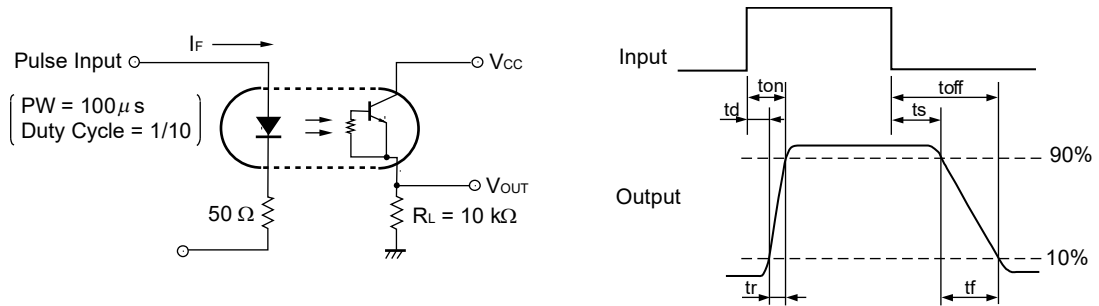 IF
Pulse Input
VCC
PW = 100 μ s
Duty Cycle = 1/10
VOUT
50 Ω
RL = 10 kΩ
Input
ton
toff
td
ts
90%
Output
10%
tr
tf